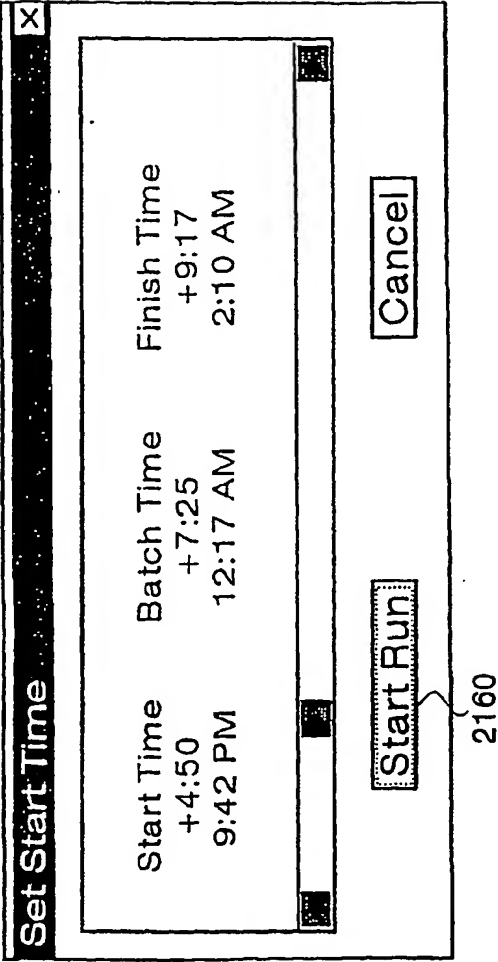 Set Start Time
X
Start Time
+4:50
9:42 PM
Batch Time
+7:25
12:17 AM
Finish Time
+9:17
2:10 AM
Start Run
Cancel
2160